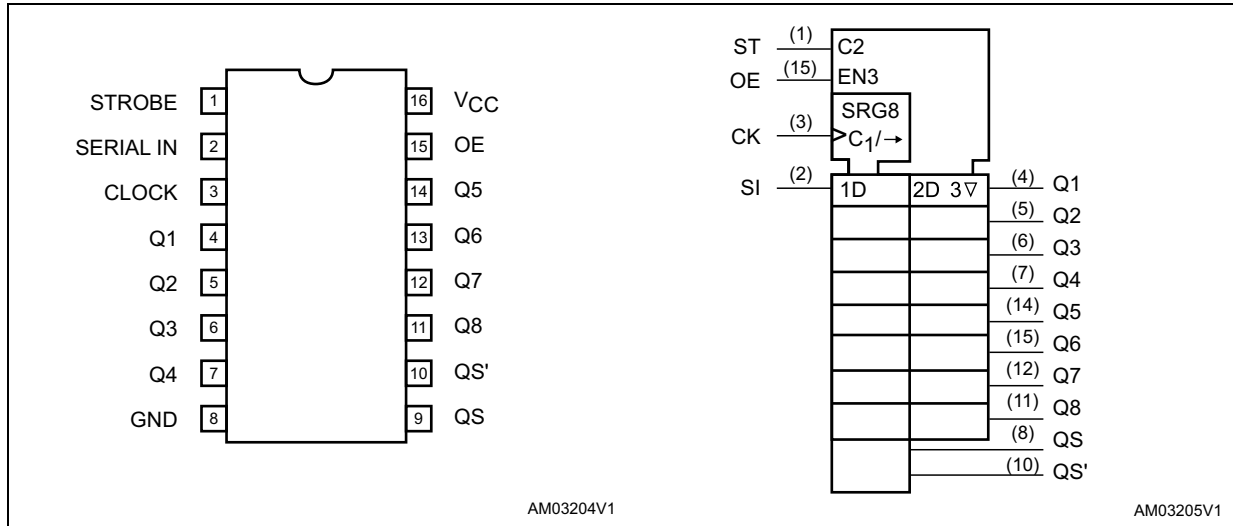 STROBE 1 16 VCC
SERIAL IN 2 15 OE
CLOCK 3 14 Q5
Q1 4 13 Q6
Q2 5 12 Q7
Q3 6 11 Q8
Q4 7 10 QS'
GND 8 9 QS
AM03204V1
ST (1) C2
OE (15) EN3
SRG8
CK (3) C1/→
SI (2) 1D 2D 3▽ (4) Q1
(5) Q2
(6) Q3
(7) Q4
(14) Q5
(15) Q6
(12) Q7
(11) Q8
(8) QS
(10) QS'
AM03205V1